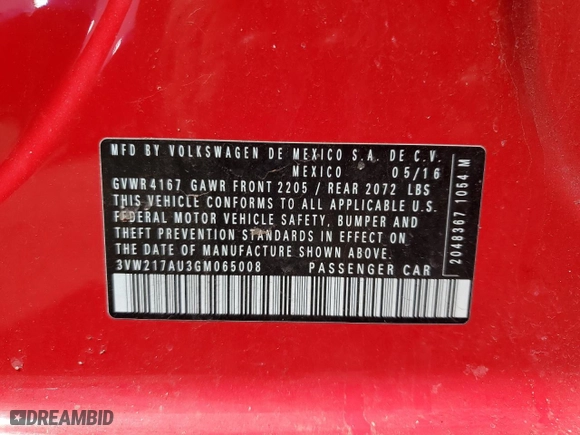 MFD BY VOLKSWAGEN DE MEXICO S.A. DE C.V.
MEXICO 05/16
GVWR 4167 GAWR FRONT 2205 / REAR 2072 LBS
THIS VEHICLE CONFORMS TO ALL APPLICABLE U.S.
FEDERAL MOTOR VEHICLE SAFETY, BUMPER AND
THEFT PREVENTION STANDARDS IN EFFECT ON
THE DATE OF MANUFACTURE SHOWN ABOVE.
3VW217AU3GM065008 PASSENGER CAR
2048367 1054 M
DREAMBID